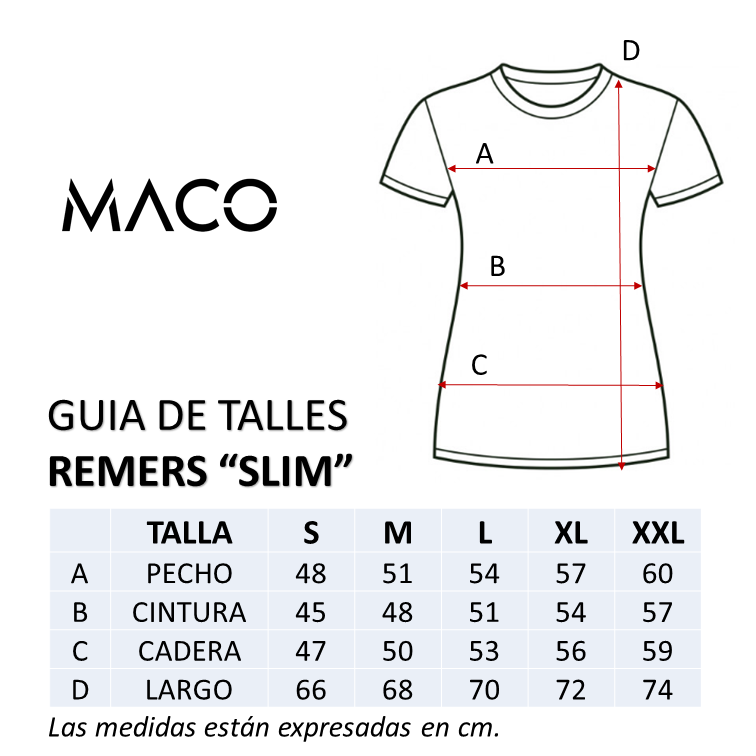 D
A
MACO
B
C
GUIA DE TALLES
REMERS “SLIM”
TALLA S M L XL XXL
A PECHO 48 51 54 57 60
B CINTURA 45 48 51 54 57
C CADERA 47 50 53 56 59
D LARGO 66 68 70 72 74
Las medidas están expresadas en cm.